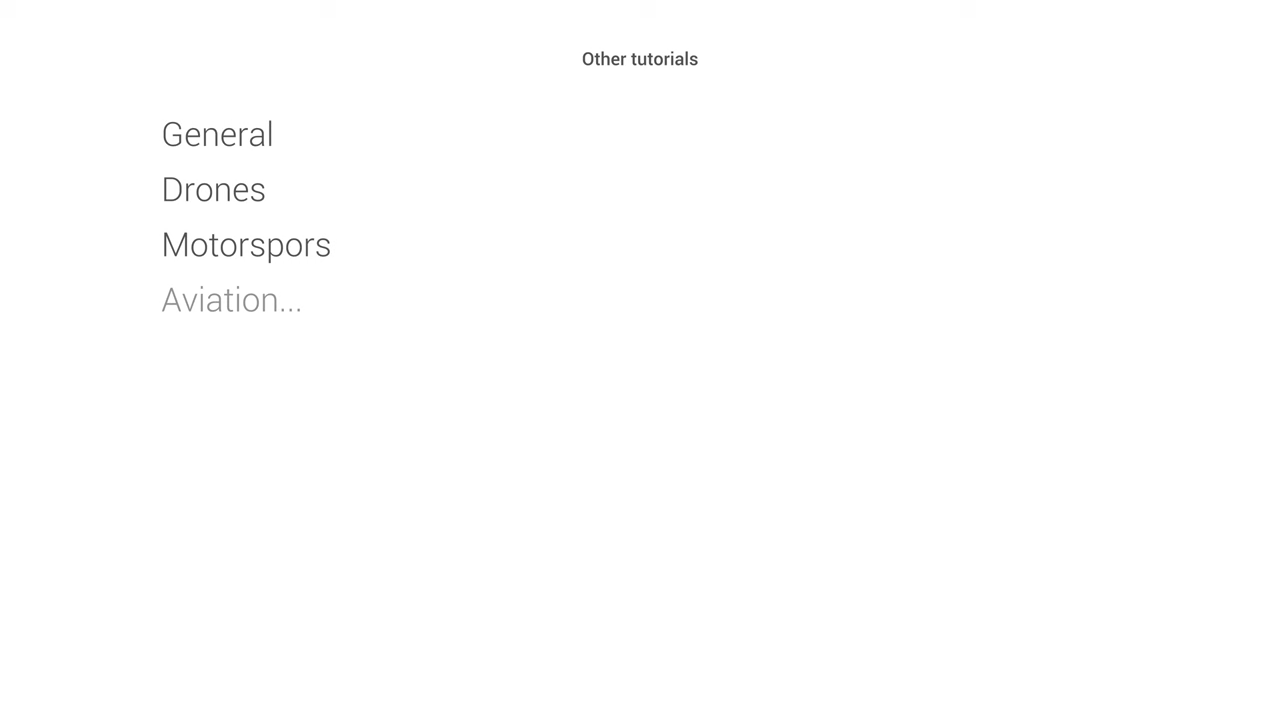 Other tutorials
General
Drones
Motorspors
Aviation...